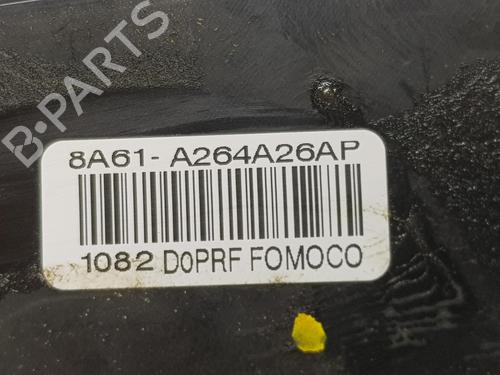 B-PARTS
8A61- A264A26AP
1082 D0PRF FOMOCO